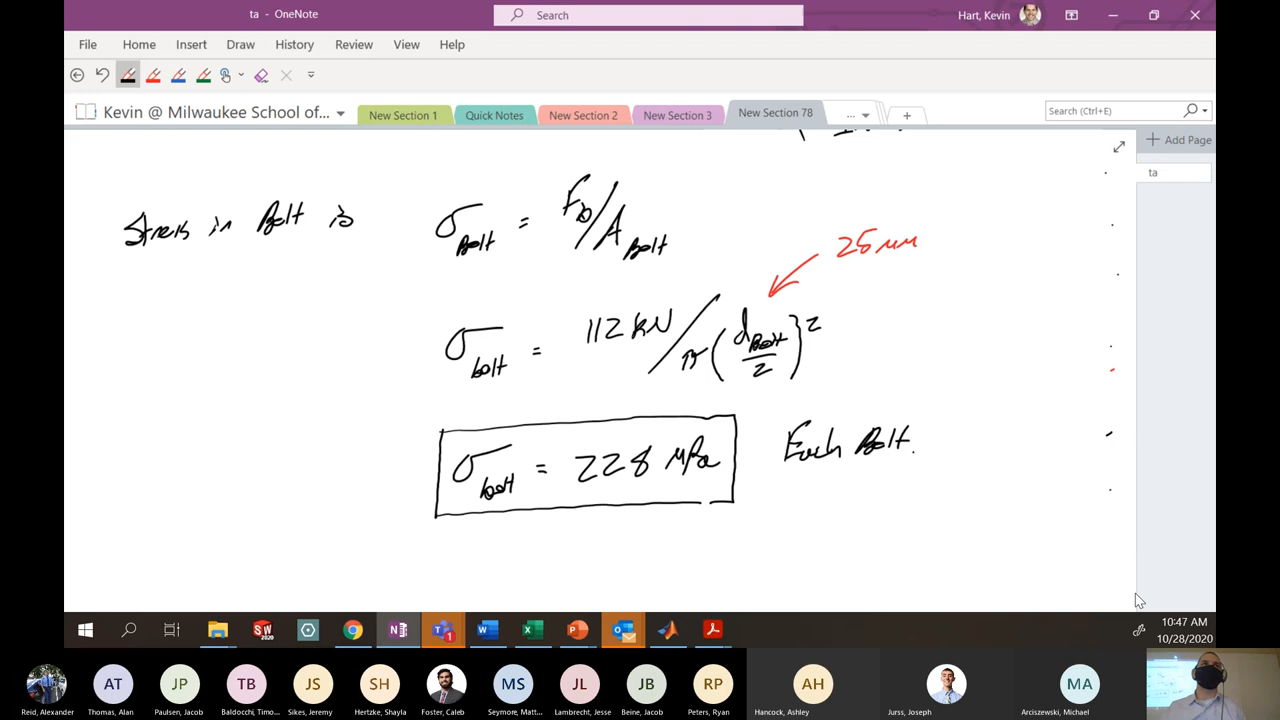 ta - OneNote
Search
Hart, Kevin
File Home Insert Draw History Review View Help
Kevin @ Milwaukee School of...
New Section 1
Quick Notes
New Section 2
New Section 3
New Section 78
...
Search (Ctrl+E)
Add Page
ta
Stress in Bolt is σBolt = Fb/ABolt
25 mm
σbolt = 112 kN / π (dBolt/2)²
σbolt = 228 MPa Each Bolt.
10:47 AM
10/28/2020
SW 2020
1
AT JP TB JS SH MS JL JB RP AH MA
Reid, Alexander Thomas, Alan Paulsen, Jacob Baldocchi, Timo... Sikes, Jeremy Hertzke, Shayla Foster, Caleb Seymore, Matt... Lambrecht, Jesse Beine, Jacob Peters, Ryan Hancock, Ashley Jurss, Joseph Arciszewski, Michael